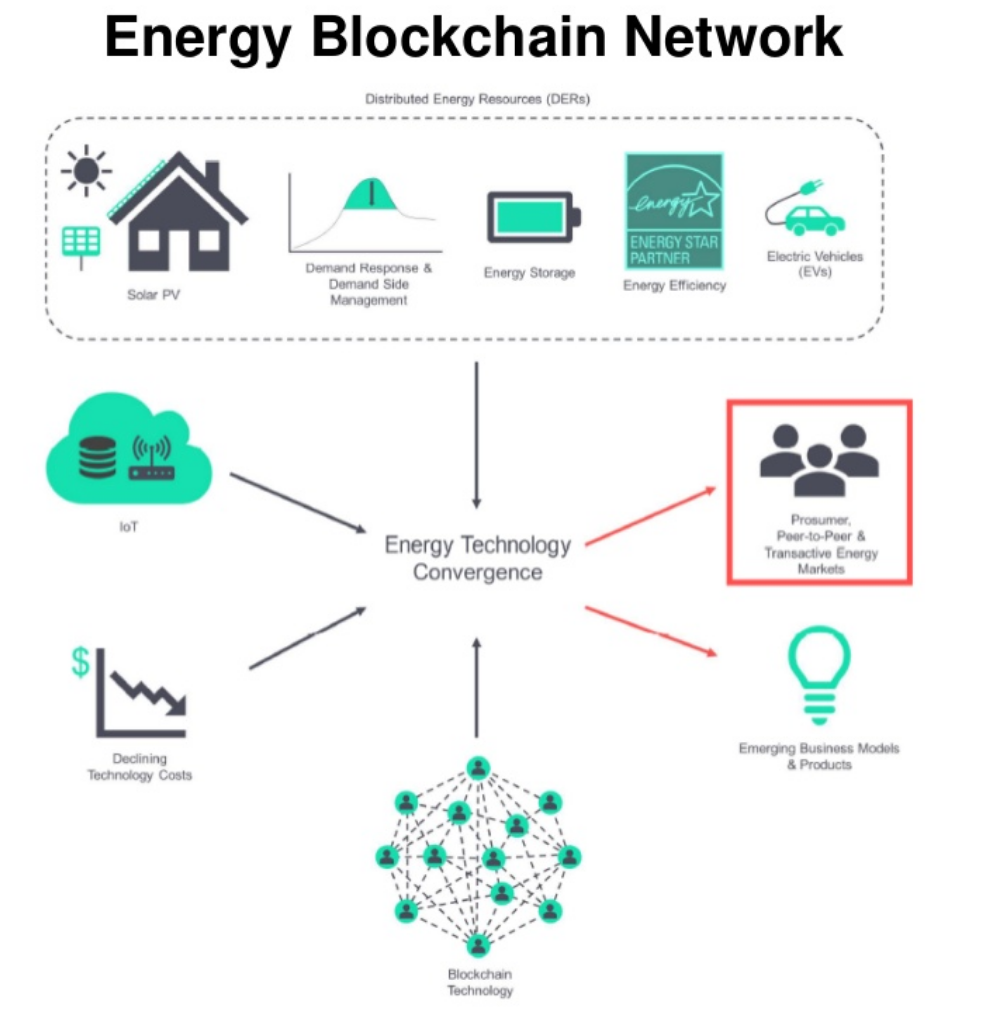 Energy Blockchain Network
Distributed Energy Resources (DERs)
Solar PV
Demand Response &
Demand Side
Management
Energy Storage
energy
ENERGY STAR
PARTNER
Energy Efficiency
Electric Vehicles
(EVs)
IoT
Energy Technology
Convergence
Prosumer,
Peer-to-Peer &
Transactive Energy
Markets
$
Declining
Technology Costs
Emerging Business Models
& Products
Blockchain
Technology